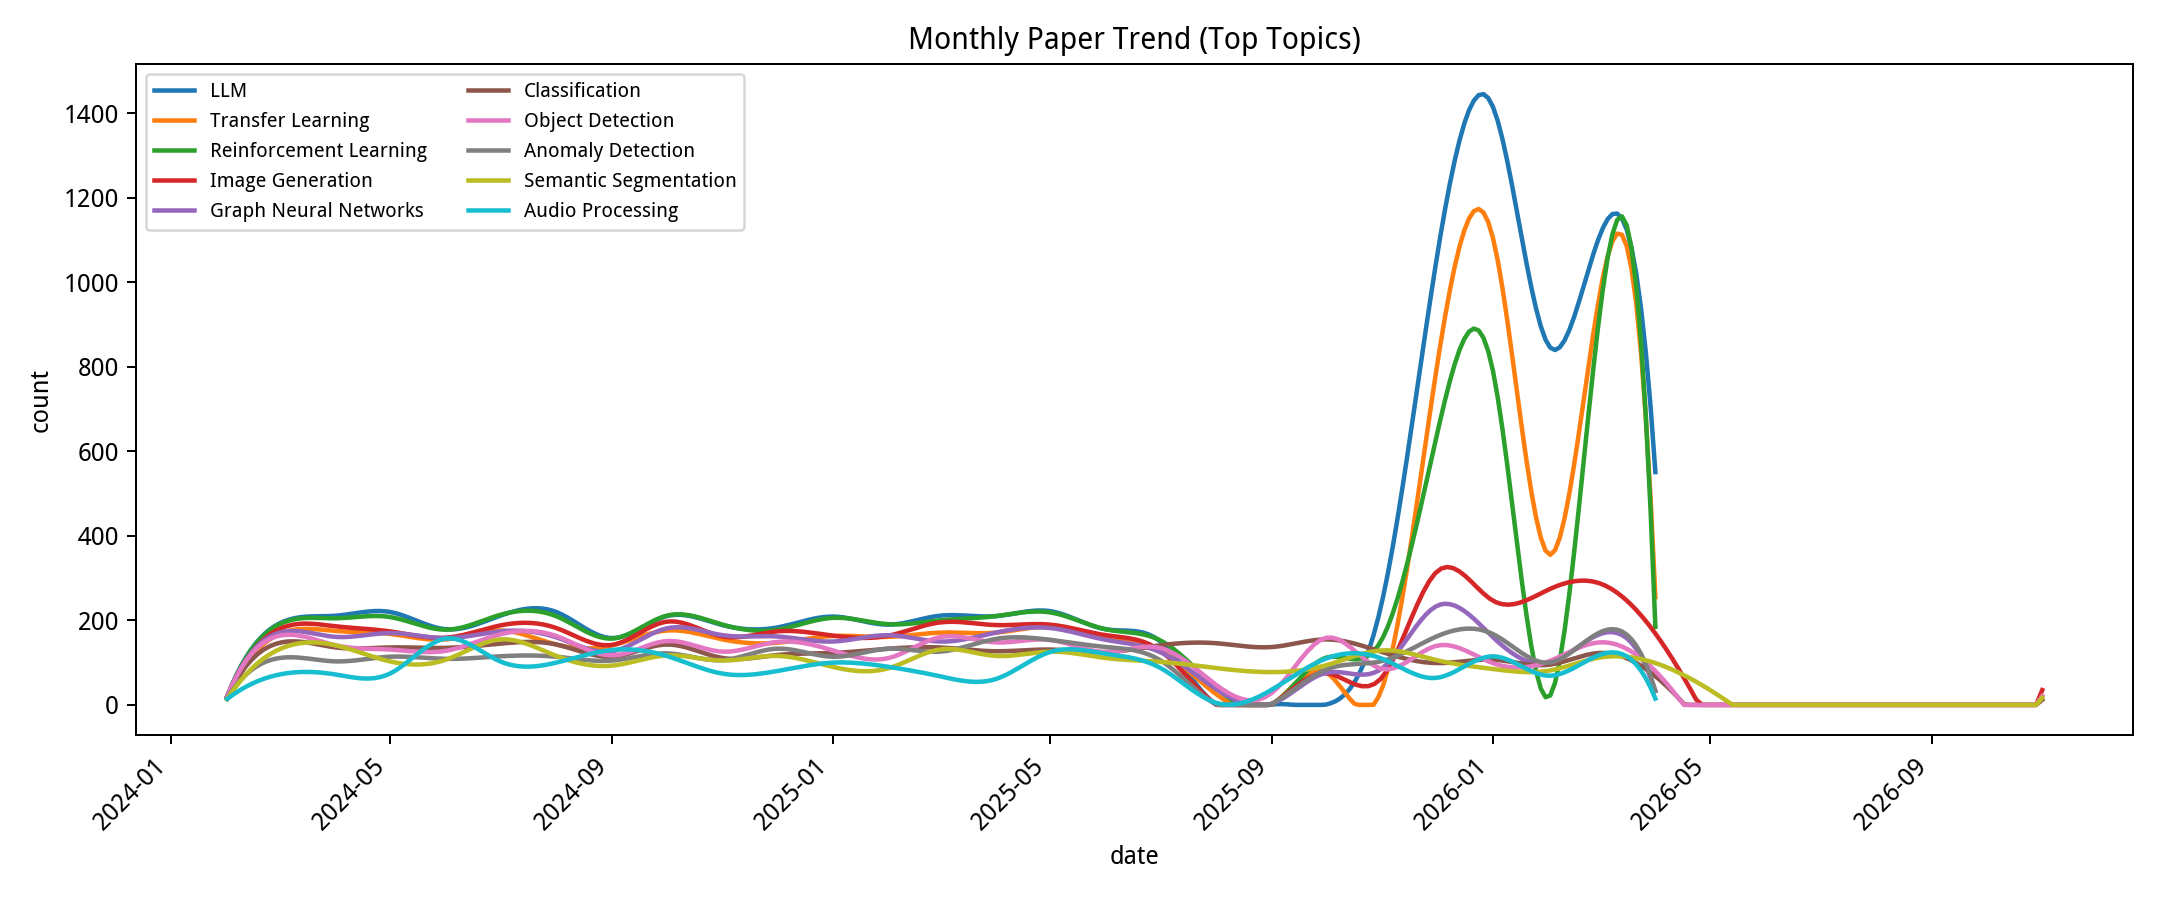 Monthly Paper Trend (Top Topics)
LLM
Transfer Learning
Reinforcement Learning
Image Generation
Graph Neural Networks
Classification
Object Detection
Anomaly Detection
Semantic Segmentation
Audio Processing
count
1400
1200
1000
800
600
400
200
0
2024-01
2024-05
2024-09
2025-01
2025-05
2025-09
2026-01
2026-05
2026-09
date